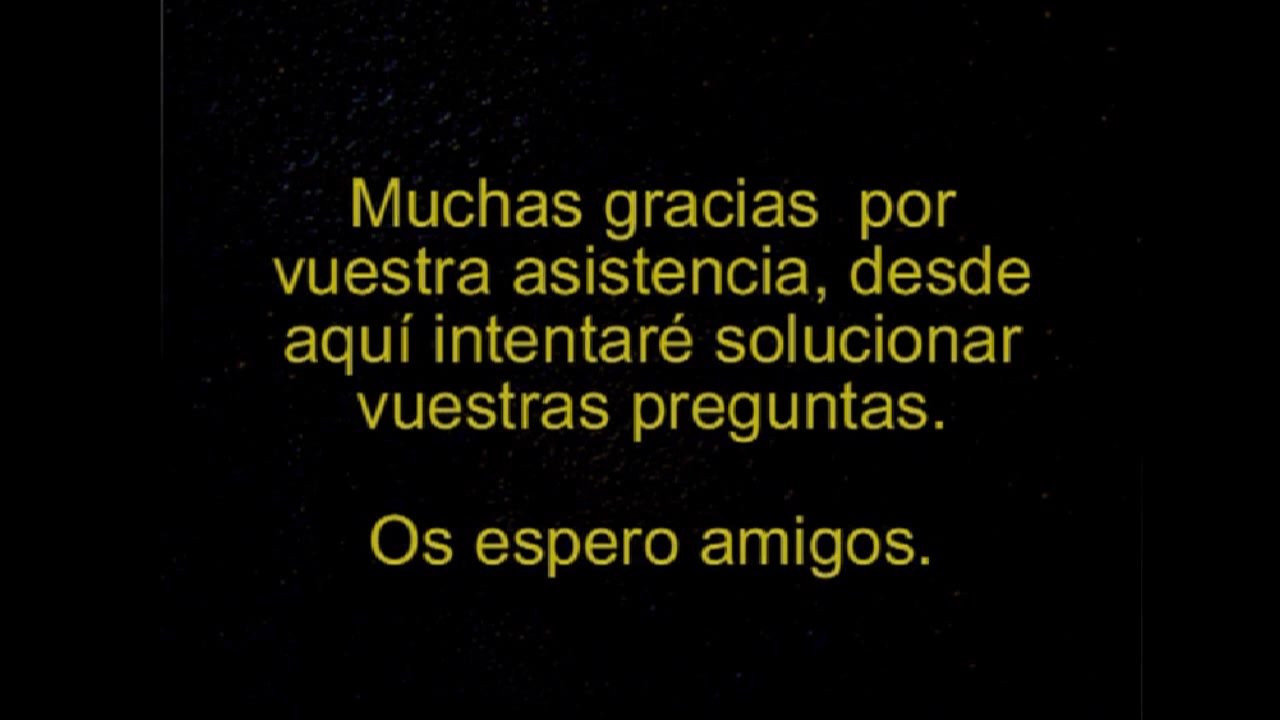 Muchas gracias  por
vuestra asistencia, desde
aquí intentaré solucionar
vuestras preguntas.
Os espero amigos.